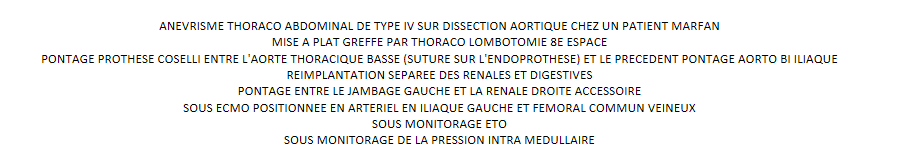 ANEVRISME THORACO ABDOMINAL DE TYPE IV SUR DISSECTION AORTIQUE CHEZ UN PATIENT MARFAN
MISE A PLAT GREFFE PAR THORACO LOMBOTOMIE 8E ESPACE
PONTAGE PROTHESE COSELLI ENTRE L'AORTE THORACIQUE BASSE (SUTURE SUR L'ENDOPROTHESE) ET LE PRECEDENT PONTAGE AORTO BI ILIAQUE
REIMPLANTATION SEPAREE DES RENALES ET DIGESTIVES
PONTAGE ENTRE LE JAMBAGE GAUCHE ET LA RENALE DROITE ACCESSOIRE
SOUS ECMO POSITIONNEE EN ARTERIEL EN ILIAQUE GAUCHE ET FEMORAL COMMUN VEINEUX
SOUS MONITORAGE ETO
SOUS MONITORAGE DE LA PRESSION INTRA MEDULLAIRE